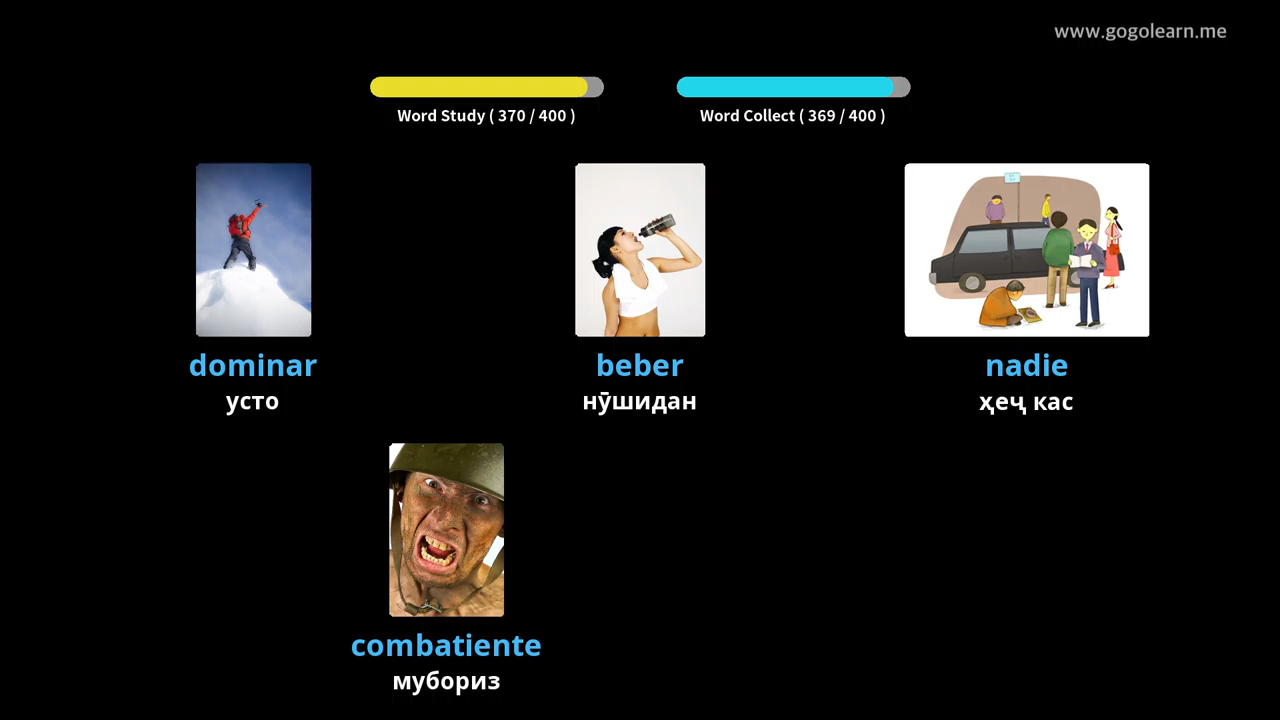 www.gogolearn.me
Word Study ( 370 / 400 )
Word Collect ( 369 / 400 )
dominar
усто
beber
нӯшидан
nadie
ҳеҷ кас
combatiente
мубориз